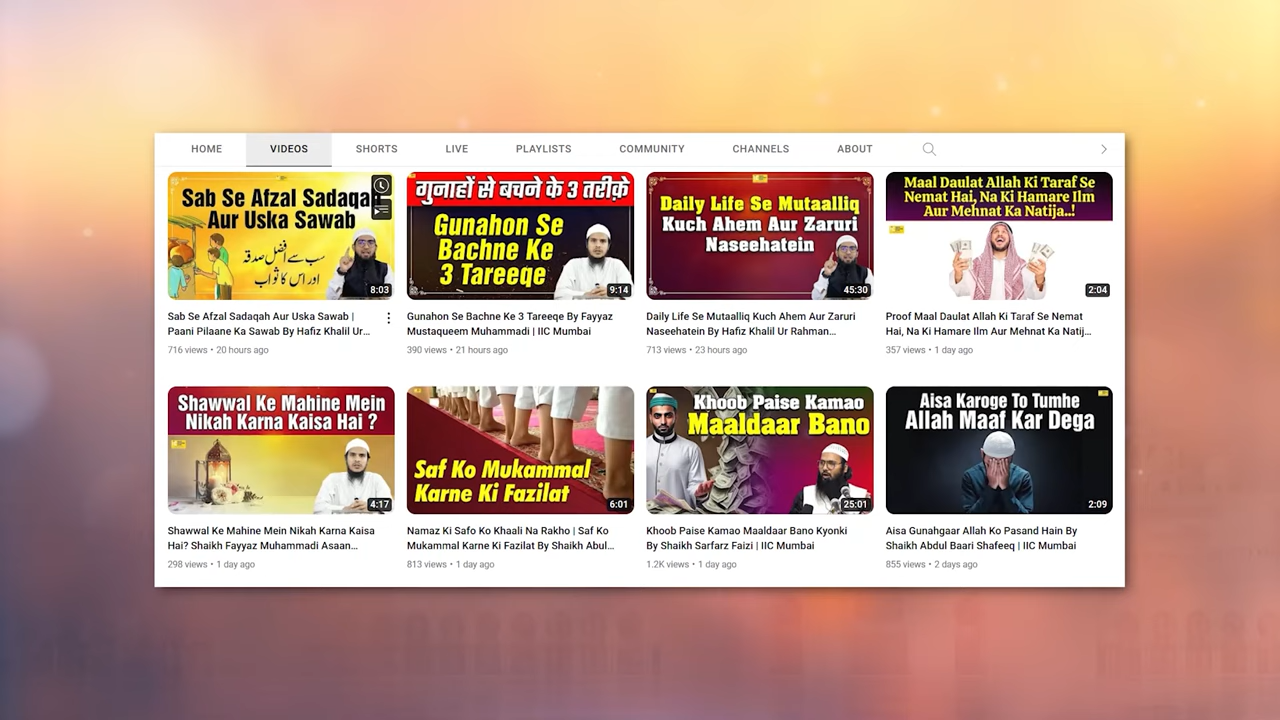 HOME VIDEOS SHORTS LIVE PLAYLISTS COMMUNITY CHANNELS ABOUT
Sab Se Afzal Sadaqah
Aur Uska Sawab
سب سے افضل صدقہ
اور اس کا ثواب
8:03
Sab Se Afzal Sadaqah Aur Uska Sawab |
Paani Pilaane Ka Sawab By Hafiz Khalil Ur...
716 views • 20 hours ago
गुनाहों से बचने के 3 तरीक़े
Gunahon Se
Bachne Ke
3 Tareeqe
9:14
Gunahon Se Bachne Ke 3 Tareeqe By Fayyaz
Mustaqueem Muhammadi | IIC Mumbai
390 views • 21 hours ago
Daily Life Se Mutaalliq
Kuch Ahem Aur Zaruri
Naseehatein
45:30
Daily Life Se Mutaalliq Kuch Ahem Aur Zaruri
Naseehatein By Hafiz Khalil Ur Rahman...
713 views • 23 hours ago
Maal Daulat Allah Ki Taraf Se
Nemat Hai, Na Ki Hamare Ilm
Aur Mehnat Ka Natija..!
2:04
Proof Maal Daulat Allah Ki Taraf Se Nemat
Hai, Na Ki Hamare Ilm Aur Mehnat Ka Natij...
357 views • 1 day ago
Shawwal Ke Mahine Mein
Nikah Karna Kaisa Hai ?
4:17
Shawwal Ke Mahine Mein Nikah Karna Kaisa
Hai? Shaikh Fayyaz Muhammadi Asaan...
298 views • 1 day ago
Saf Ko Mukammal
Karne Ki Fazilat
6:01
Namaz Ki Safo Ko Khaali Na Rakho | Saf Ko
Mukammal Karne Ki Fazilat By Shaikh Abul...
813 views • 1 day ago
Khoob Paise Kamao
Maaldaar Bano
25:01
Khoob Paise Kamao Maaldaar Bano Kyonki
By Shaikh Sarfarz Faizi | IIC Mumbai
1.2K views • 1 day ago
Aisa Karoge To Tumhe
Allah Maaf Kar Dega
2:09
Aisa Gunahgaar Allah Ko Pasand Hain By
Shaikh Abdul Baari Shafeeq | IIC Mumbai
855 views • 2 days ago